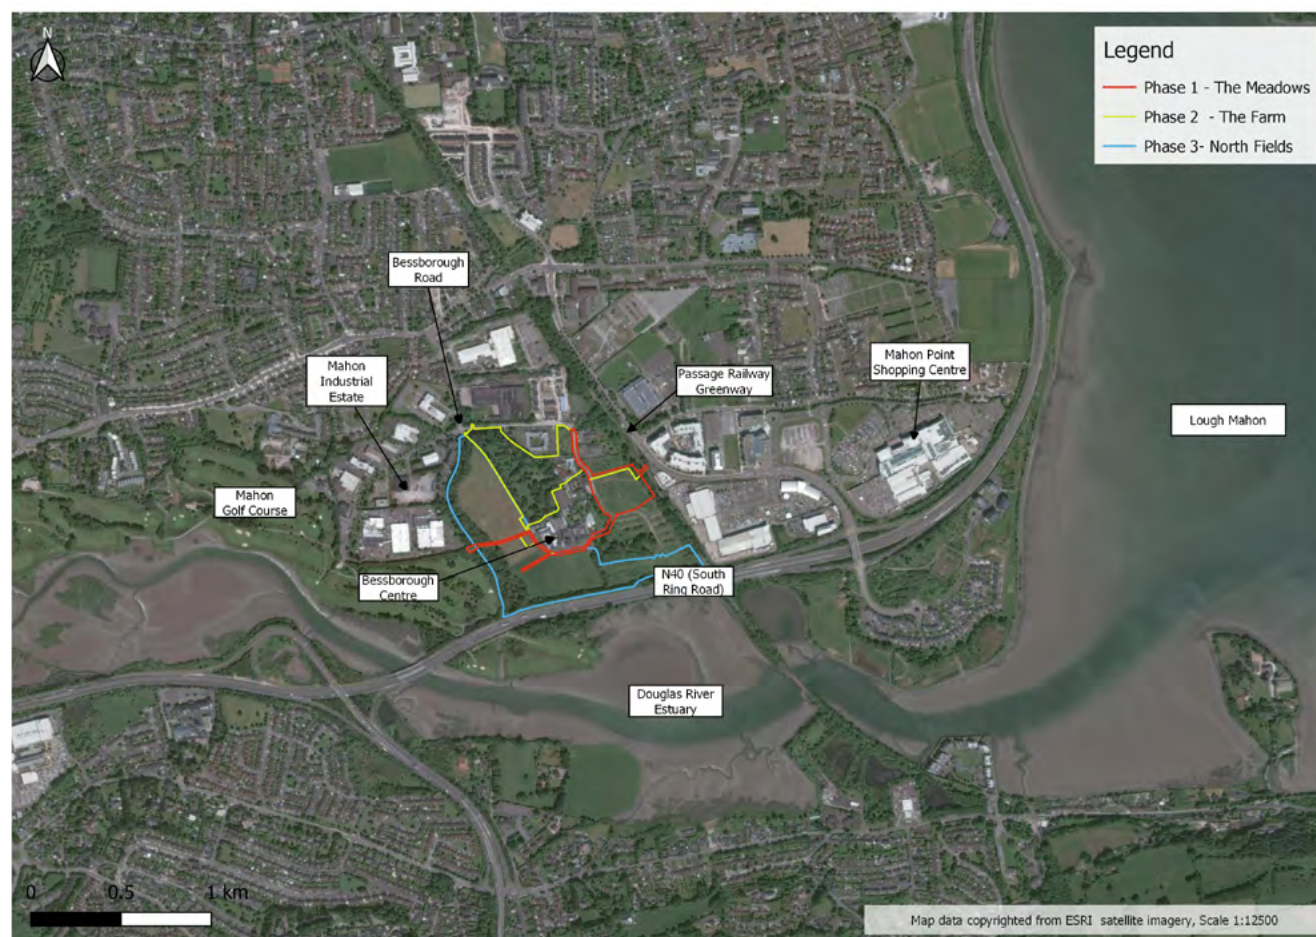 N
Legend
Phase 1 - The Meadows
Phase 2 - The Farm
Phase 3- North Fields
Bessborough
Road
Mahon
Industrial
Estate
Passage Railway
Greenway
Mahon Point
Shopping Centre
Lough Mahon
Mahon
Golf Course
Bessborough
Centre
N40 (South
Ring Road)
Douglas River
Estuary
0 0.5 1 km
Map data copyrighted from ESRI satellite imagery, Scale 1:12500